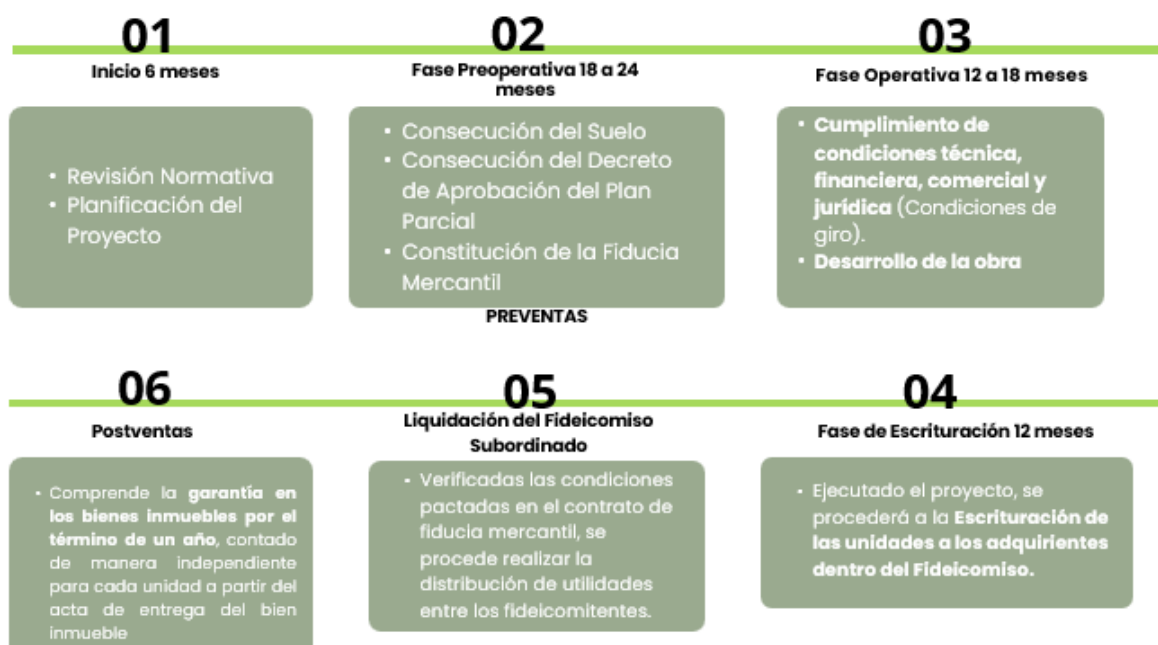 01
Inicio 6 meses
• Revisión Normativa
• Planificación del
Proyecto
02
Fase Preoperativa 18 a 24
meses
• Consecución del Suelo
• Consecución del Decreto
de Aprobación del Plan
Parcial
• Constitución de la Fiducia
Mercantil
PREVENTAS
03
Fase Operativa 12 a 18 meses
• Cumplimiento de
condiciones técnica,
financiera, comercial y
jurídica (Condiciones de
giro).
• Desarrollo de la obra
04
Fase de Escrituración 12 meses
• Ejecutado el proyecto, se
procederá a la Escrituración de
las unidades a los adquirientes
dentro del Fideicomiso.
05
Liquidación del Fideicomiso
Subordinado
• Verificadas las condiciones
pactadas en el contrato de
fiducia mercantil, se
procede realizar la
distribución de utilidades
entre los fideicomitentes.
06
Postventas
• Comprende la garantía en
los bienes inmuebles por el
término de un año, contado
de manera independiente
para cada unidad a partir del
acta de entrega del bien
inmueble